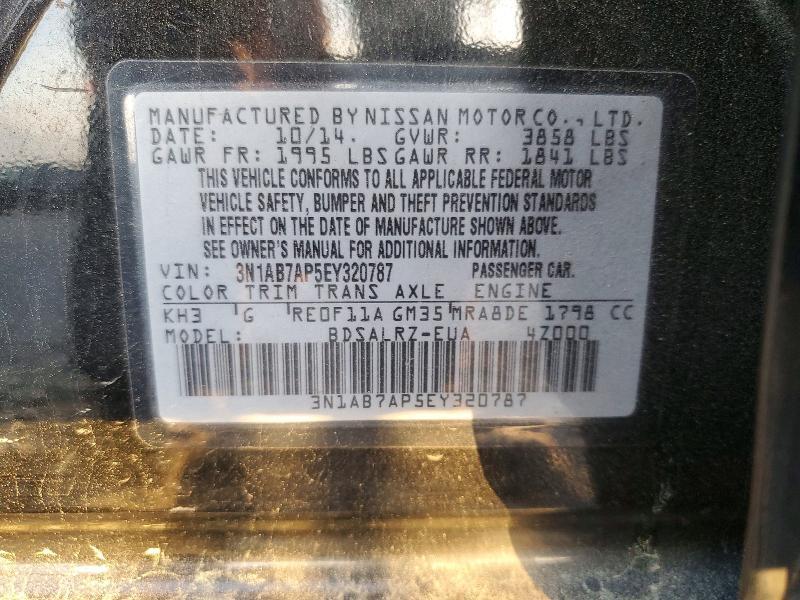 MANUFACTURED BY NISSAN MOTOR CO., LTD.
DATE: 10/14. GVWR: 3858 LBS
GAWR FR: 1995 LBS GAWR RR: 1841 LBS
THIS VEHICLE CONFORMS TO ALL APPLICABLE FEDERAL MOTOR
VEHICLE SAFETY, BUMPER AND THEFT PREVENTION STANDARDS
IN EFFECT ON THE DATE OF MANUFACTURE SHOWN ABOVE.
SEE OWNER'S MANUAL FOR ADDITIONAL INFORMATION.
VIN: 3N1AB7AP5EY320787 PASSENGER CAR.
COLOR TRIM TRANS AXLE ENGINE
KH3 G RE0F11A GM35 MRA8DE 1798 CC
MODEL: BDSALRZ-EUA 4Z000
3N1AB7AP5EY320787